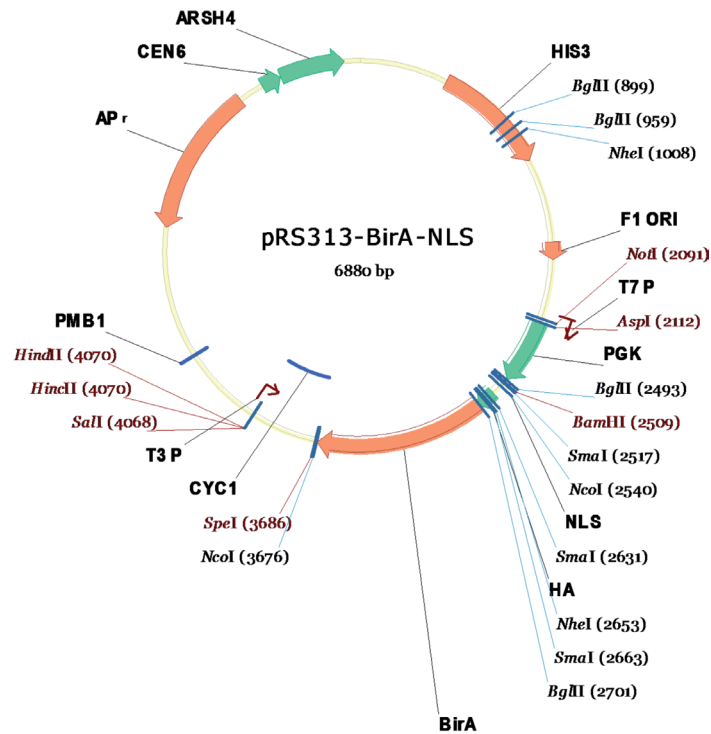 ARSH4
CEN6
HIS3
BglII (899)
BglII (959)
NheI (1008)
APr
pRS313-BirA-NLS
6880 bp
F1 ORI
NotI (2091)
T7 P
AspI (2112)
PGK
BglII (2493)
BamHI (2509)
SmaI (2517)
NcoI (2540)
NLS
SmaI (2631)
HA
NheI (2653)
SmaI (2663)
BglII (2701)
PMB1
HindII (4070)
HincII (4070)
SalI (4068)
T3 P
CYC1
SpeI (3686)
NcoI (3676)
BirA